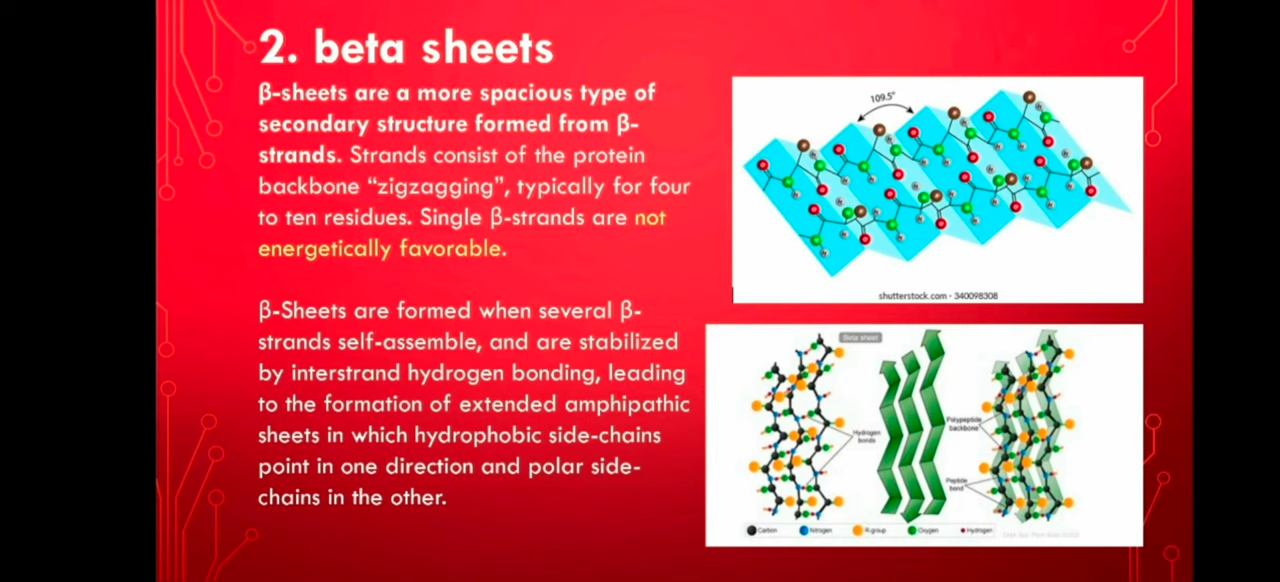 2. beta sheets
β-sheets are a more spacious type of
secondary structure formed from β-
strands. Strands consist of the protein
backbone “zigzagging”, typically for four
to ten residues. Single β-strands are not
energetically favorable.
β-Sheets are formed when several β-
strands self-assemble, and are stabilized
by interstrand hydrogen bonding, leading
to the formation of extended amphipathic
sheets in which hydrophobic side-chains
point in one direction and polar side-
chains in the other.
109.5°
shutterstock.com · 340098308
Beta sheet
Hydrogen
bonds
Polypeptide
backbone
Peptide
bond
Carbon
Nitrogen
R group
Oxygen
Hydrogen